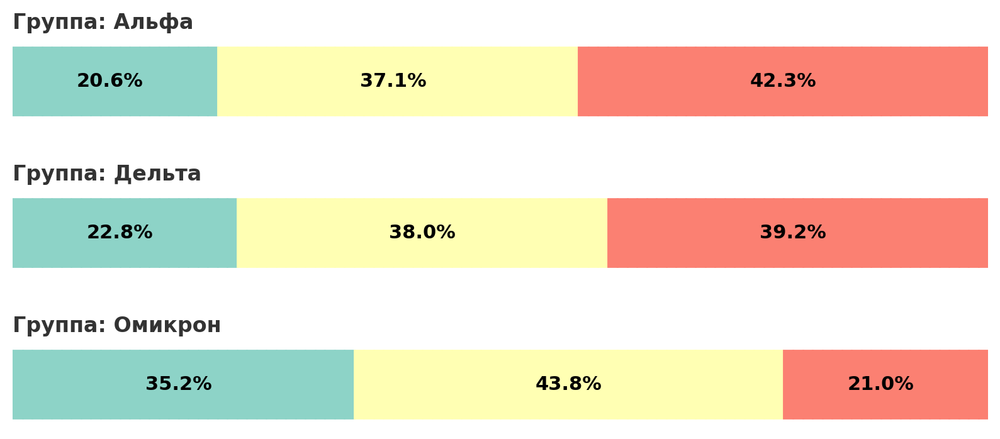 Группа: Альфа
20.6% 37.1% 42.3%
Группа: Дельта
22.8% 38.0% 39.2%
Группа: Омикрон
35.2% 43.8% 21.0%